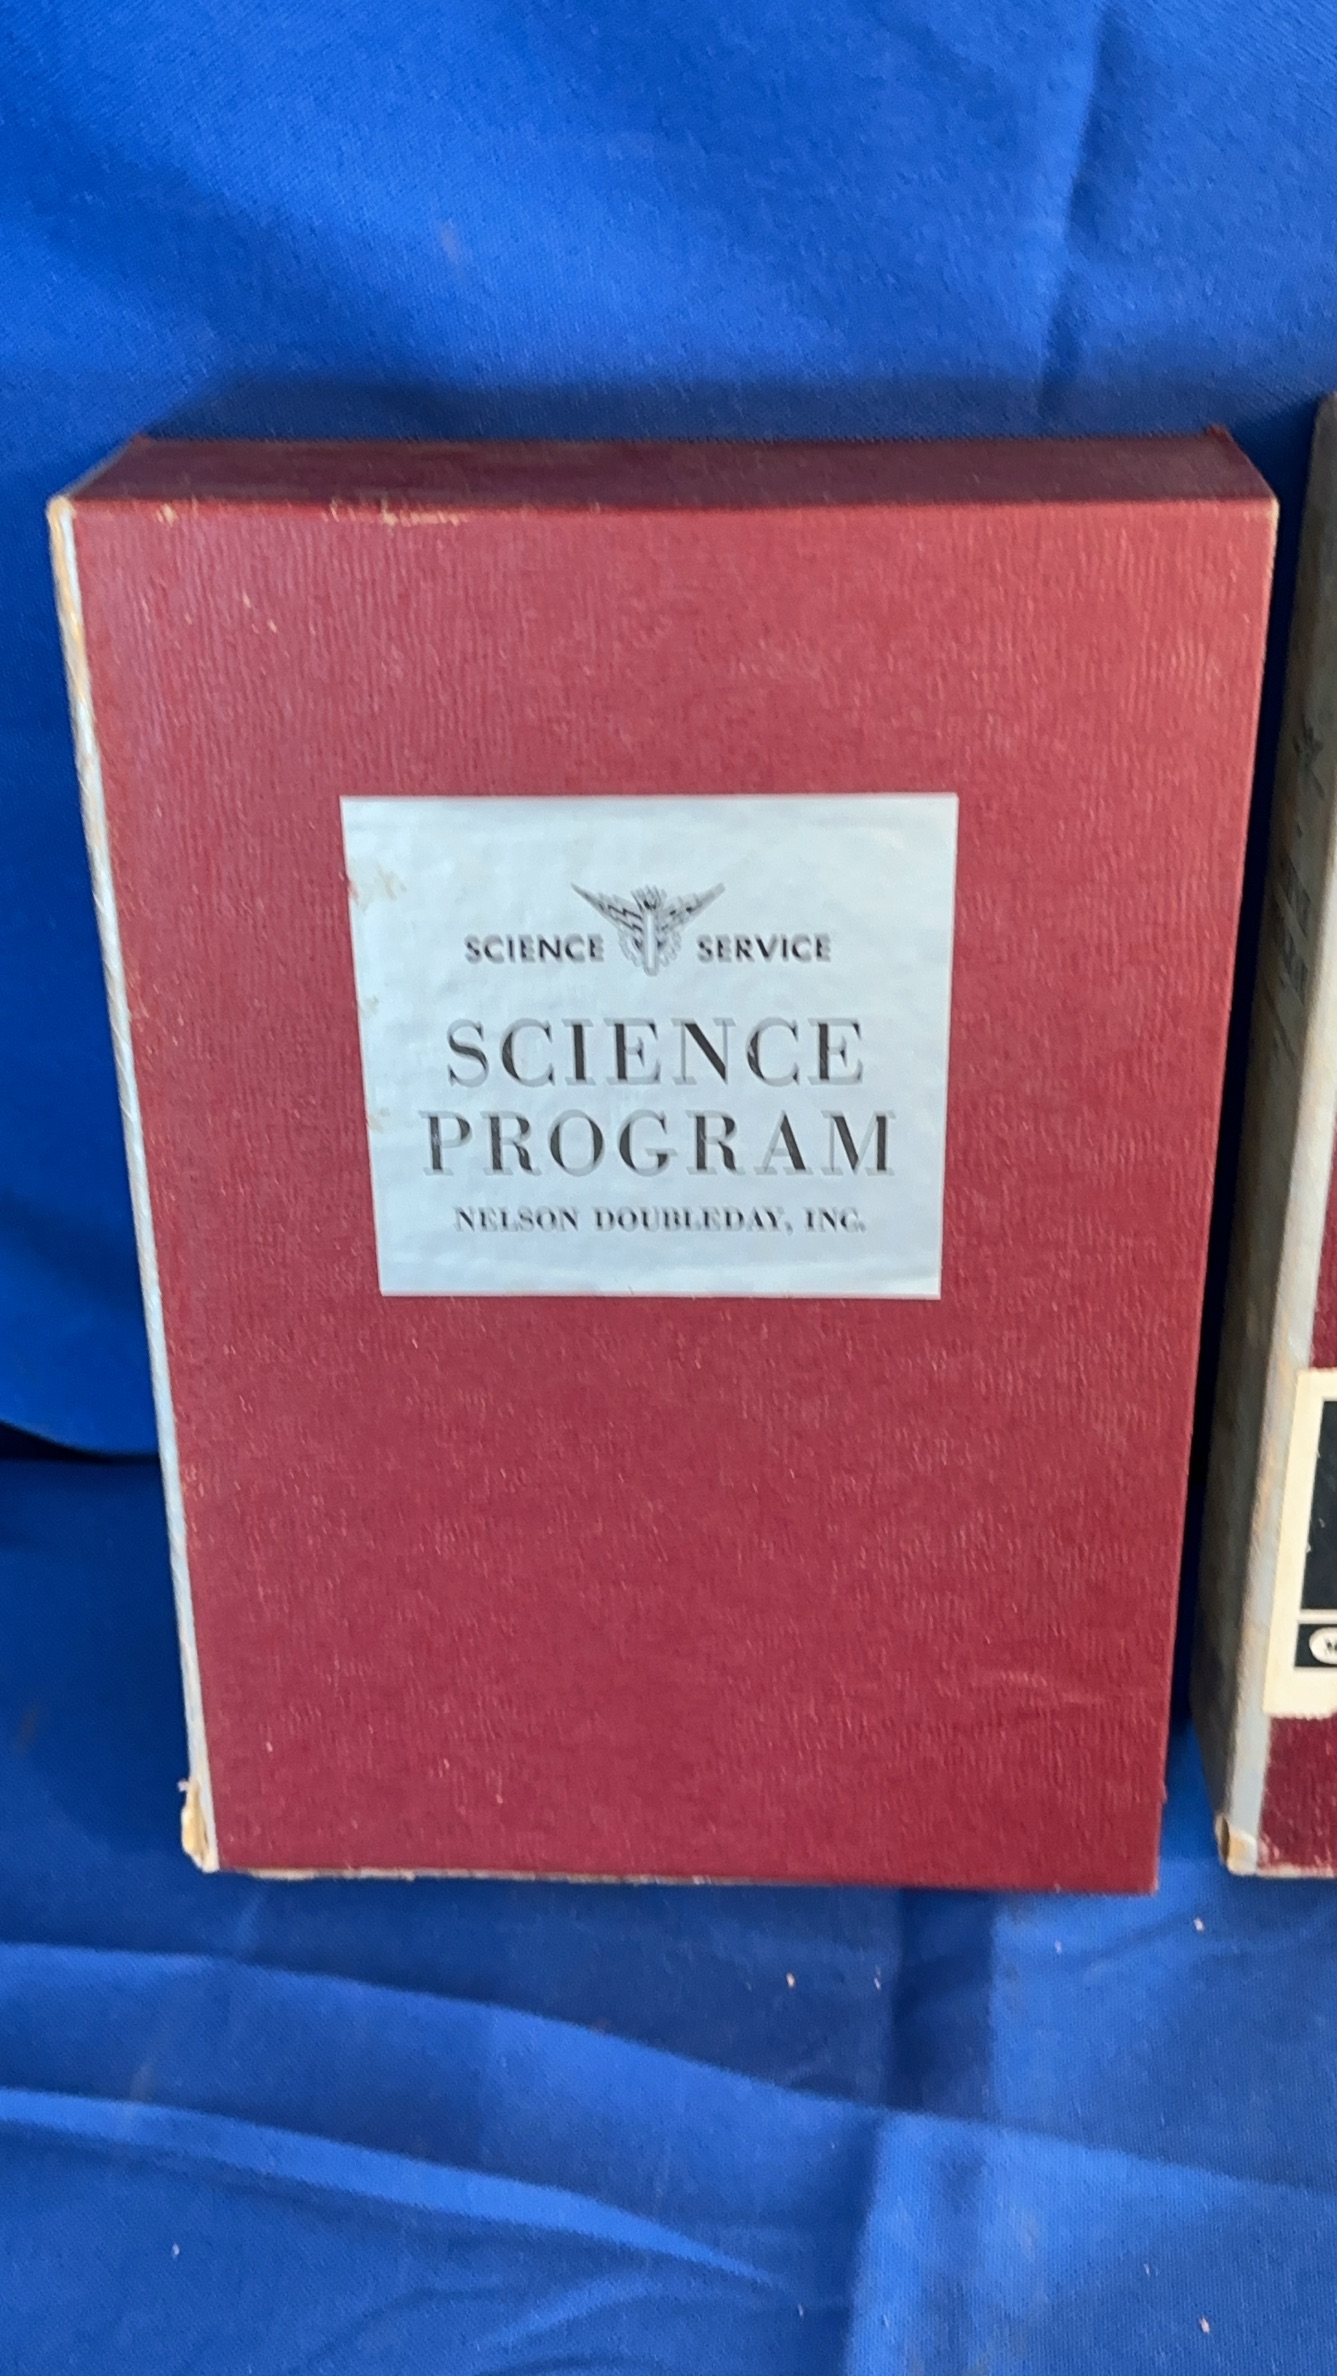 SCIENCE SERVICE
SCIENCE
PROGRAM
NELSON DOUBLEDAY, INC.